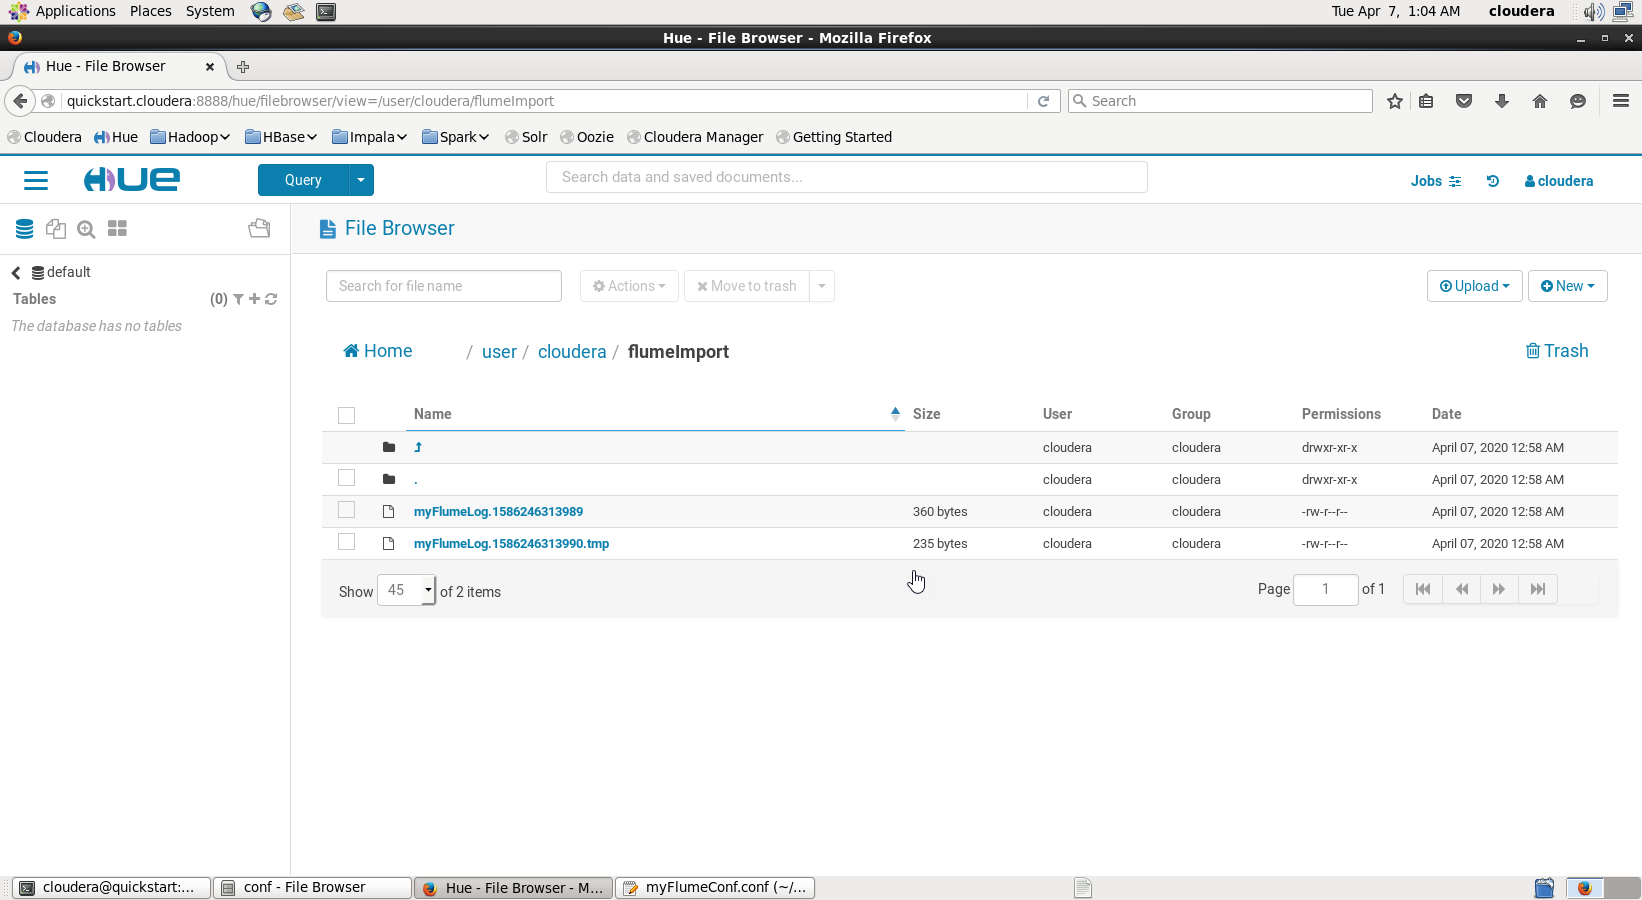 Applications Places System Tue Apr 7, 1:04 AM cloudera
Hue - File Browser - Mozilla Firefox
Hue - File Browser
quickstart.cloudera:8888/hue/filebrowser/view=/user/cloudera/flumeImport Search
Cloudera Hue Hadoop HBase Impala Spark Solr Oozie Cloudera Manager Getting Started
HUE Query Search data and saved documents... Jobs cloudera
File Browser
default
Tables (0)
The database has no tables
Search for file name Actions Move to trash Upload New
Home / user / cloudera / flumeImport Trash
Name Size User Group Permissions Date
cloudera cloudera drwxr-xr-x April 07, 2020 12:58 AM
. cloudera cloudera drwxr-xr-x April 07, 2020 12:58 AM
myFlumeLog.1586246313989 360 bytes cloudera cloudera -rw-r--r-- April 07, 2020 12:58 AM
myFlumeLog.1586246313990.tmp 235 bytes cloudera cloudera -rw-r--r-- April 07, 2020 12:58 AM
Show 45 of 2 items Page 1 of 1
cloudera@quickstart:... conf - File Browser Hue - File Browser - M... myFlumeConf.conf (~/...